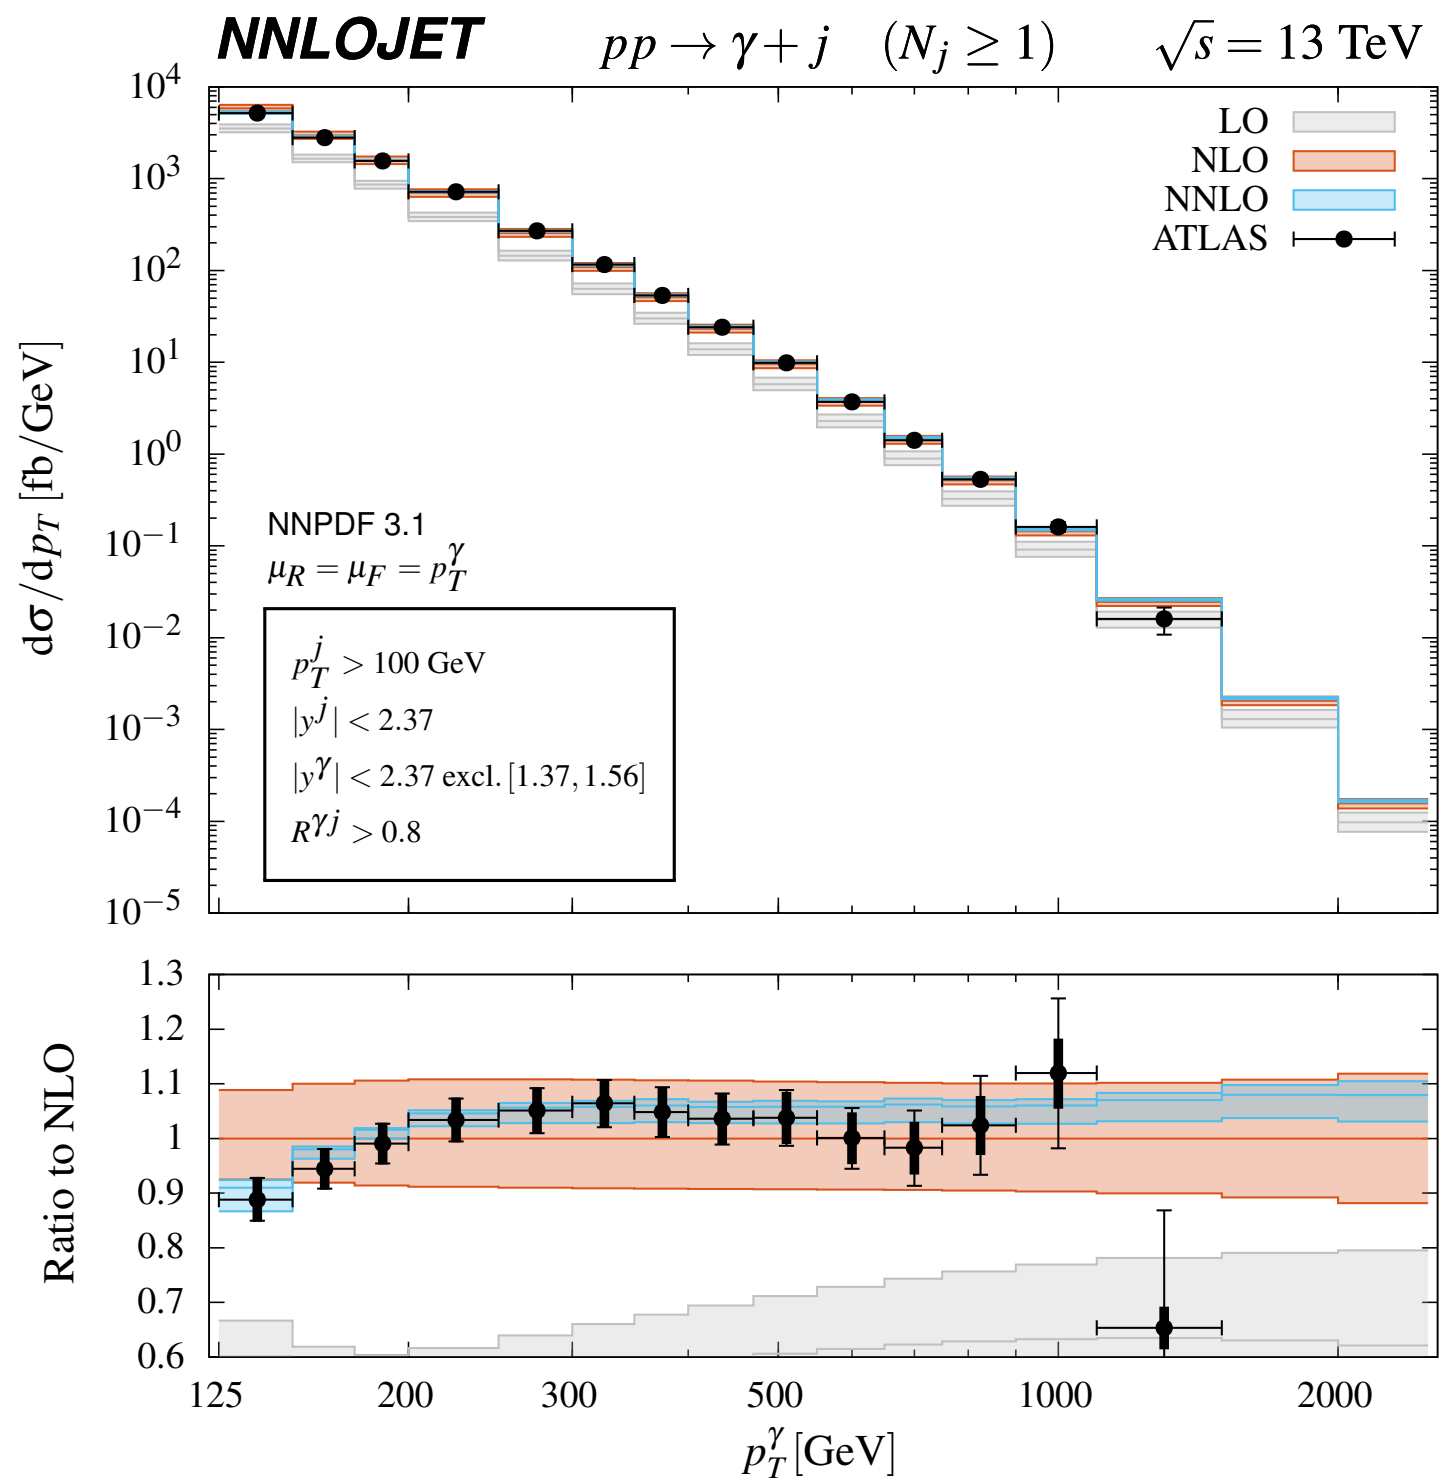 NNLOJET pp → γ + j (N_j ≥ 1) √s = 13 TeV
10^4
10^3
10^2
10^1
10^0
10^−1
10^−2
10^−3
10^−4
10^−5
dσ/dp_T [fb/GeV]
LO
NLO
NNLO
ATLAS
NNPDF 3.1
μ_R = μ_F = p_T^γ
p_T^j > 100 GeV
|y^j| < 2.37
|y^γ| < 2.37 excl. [1.37, 1.56]
R^γj > 0.8
1.3
1.2
1.1
1
0.9
0.8
0.7
0.6
Ratio to NLO
125 200 300 500 1000 2000
p_T^γ [GeV]